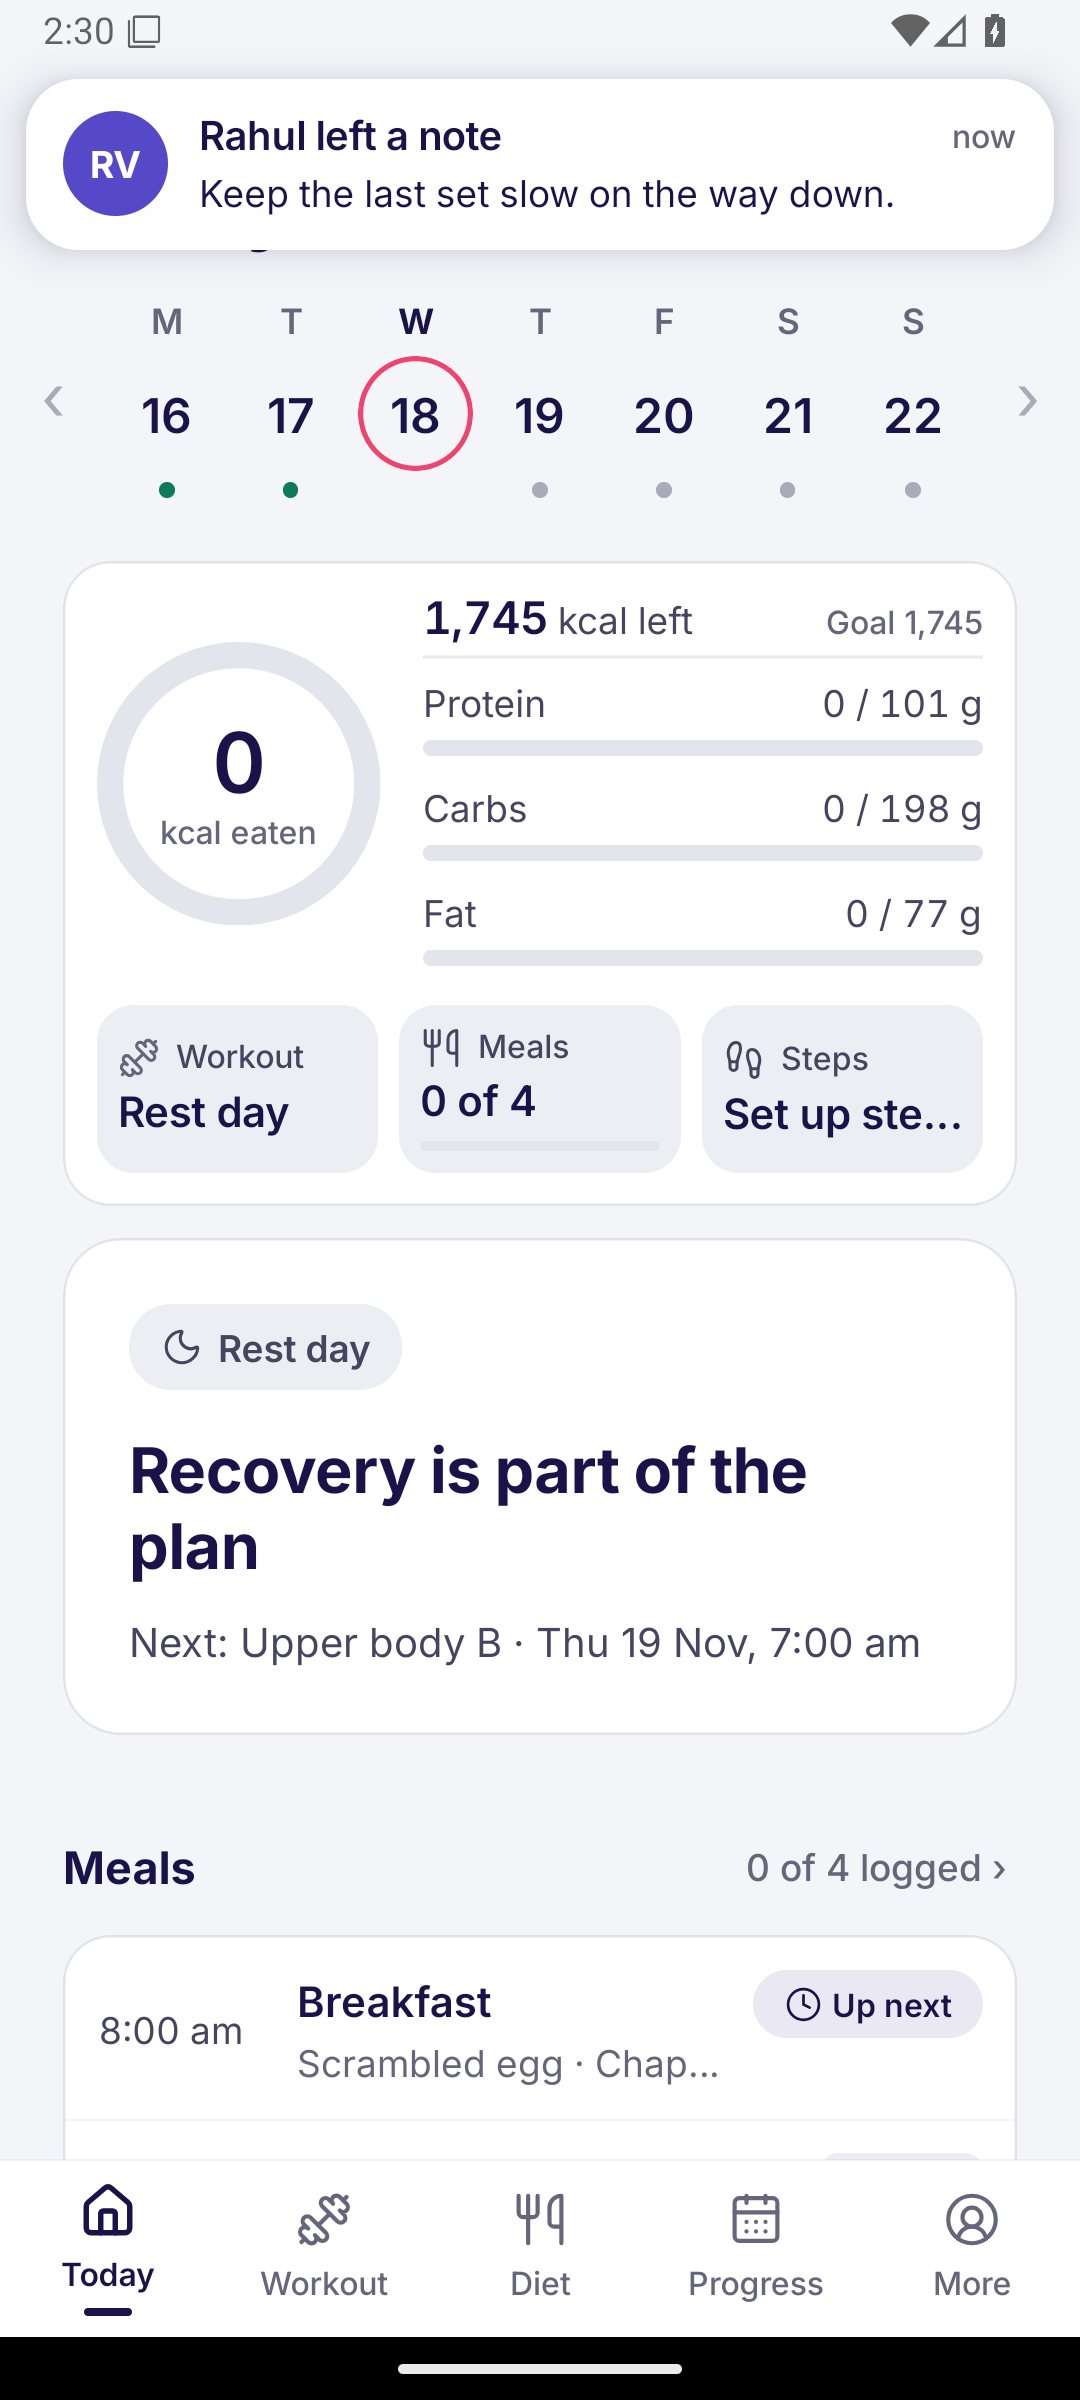 2:30
RV
Rahul left a note
now
Keep the last set slow on the way down.
M T W T F S S
‹ 16 17 18 19 20 21 22 ›
1,745 kcal left
Goal 1,745
0
kcal eaten
Protein 0 / 101 g
Carbs 0 / 198 g
Fat 0 / 77 g
Workout
Rest day
Meals
0 of 4
Steps
Set up ste...
Rest day
Recovery is part of the
plan
Next: Upper body B · Thu 19 Nov, 7:00 am
Meals
0 of 4 logged ›
8:00 am
Breakfast
Up next
Scrambled egg · Chap...
Today
Workout
Diet
Progress
More